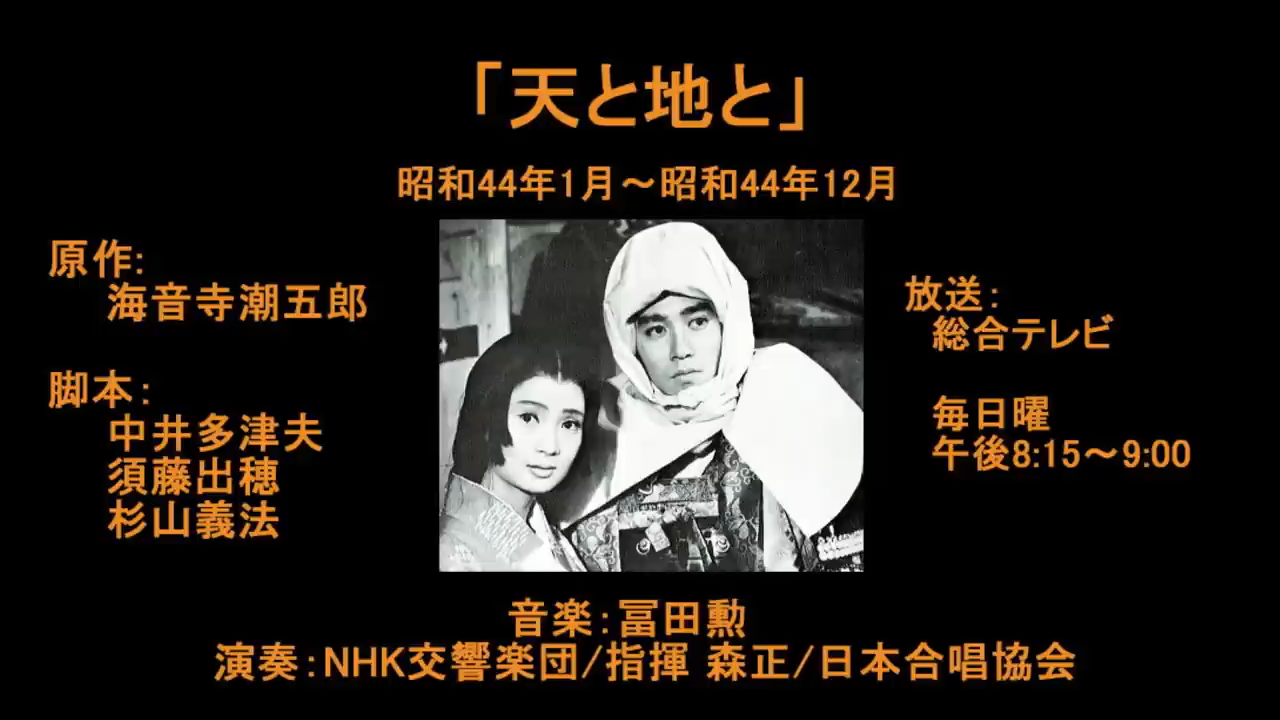 「天と地と」
昭和44年1月～昭和44年12月
原作:
海音寺潮五郎
脚本:
中井多津夫
須藤出穂
杉山義法
放送:
総合テレビ
毎日曜
午後8:15～9:00
音楽:冨田勲
演奏:NHK交響楽団/指揮 森正/日本合唱協会